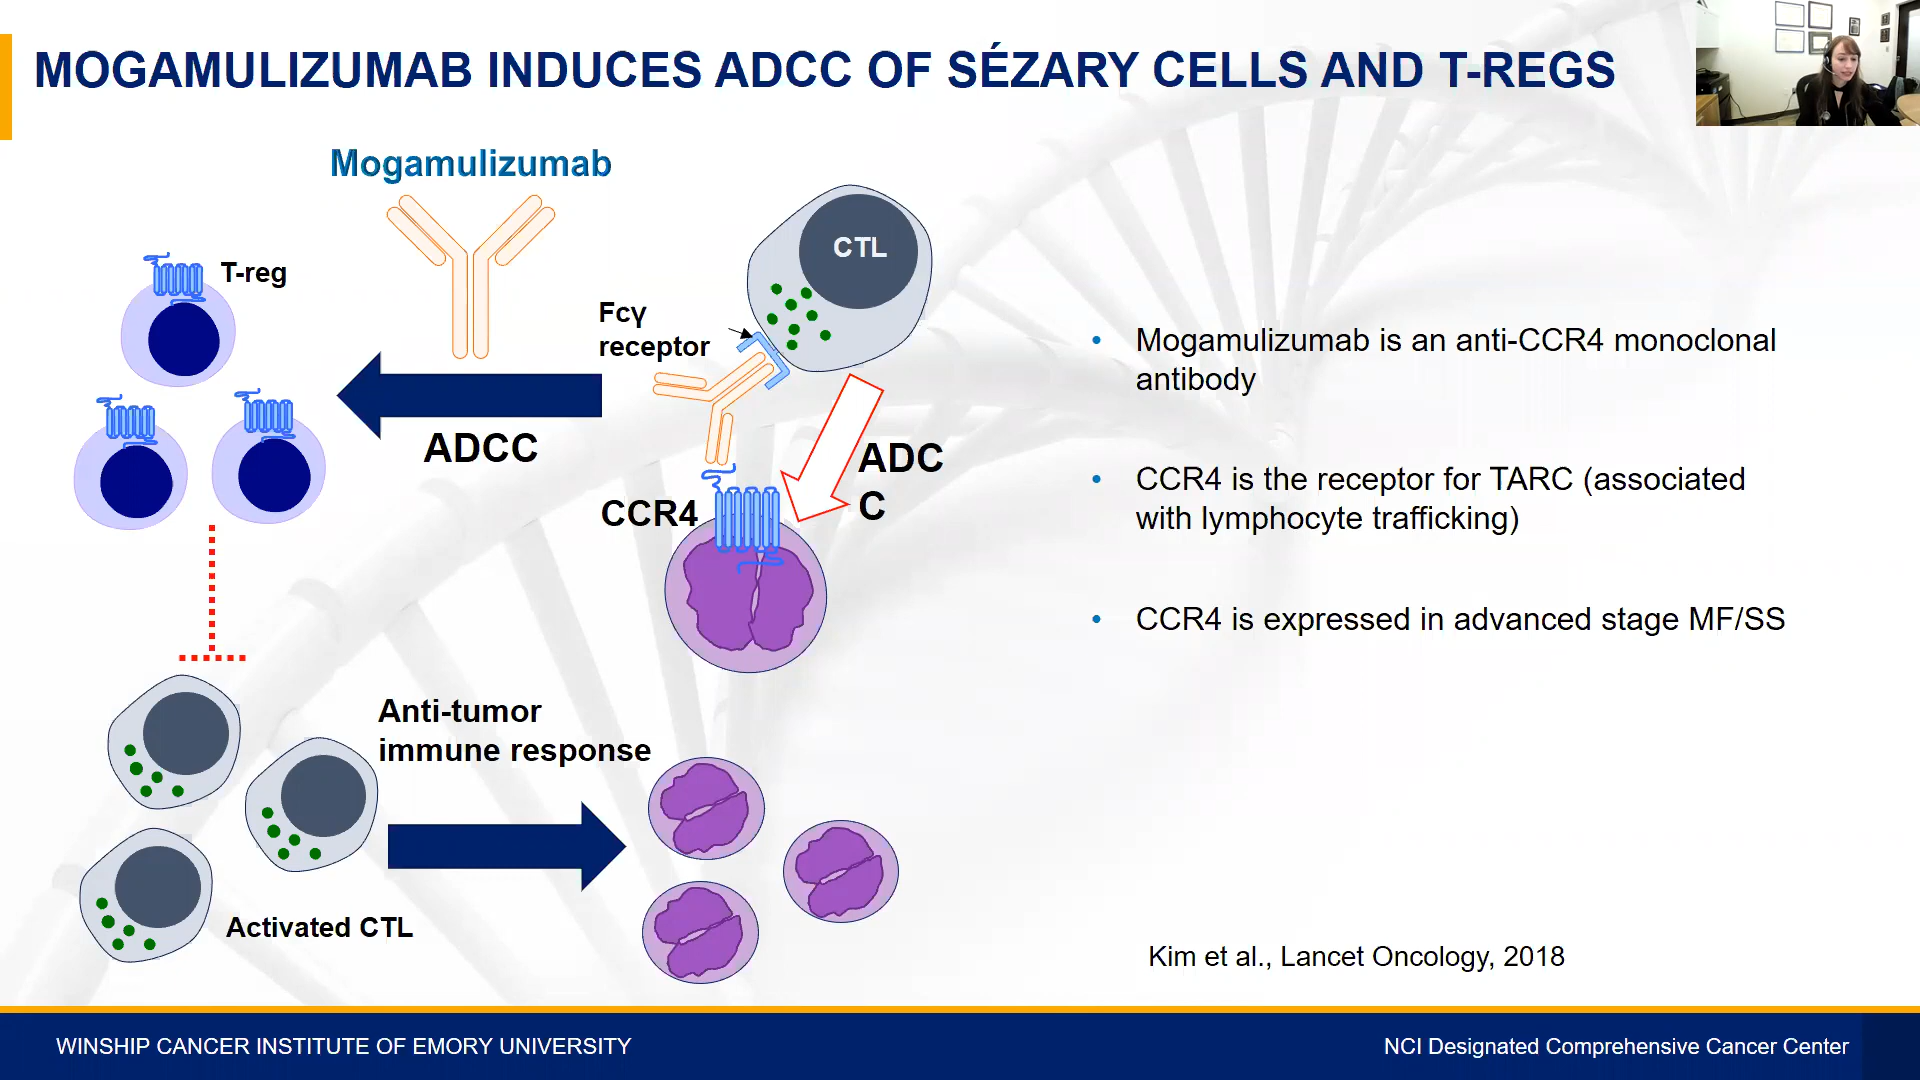 MOGAMULIZUMAB INDUCES ADCC OF SÉZARY CELLS AND T-REGS
Mogamulizumab
T-reg
CTL
Fcγ
receptor
ADCC
ADC
C
CCR4
Anti-tumor
immune response
Activated CTL
• Mogamulizumab is an anti-CCR4 monoclonal
antibody
• CCR4 is the receptor for TARC (associated
with lymphocyte trafficking)
• CCR4 is expressed in advanced stage MF/SS
Kim et al., Lancet Oncology, 2018
WINSHIP CANCER INSTITUTE OF EMORY UNIVERSITY
NCI Designated Comprehensive Cancer Center